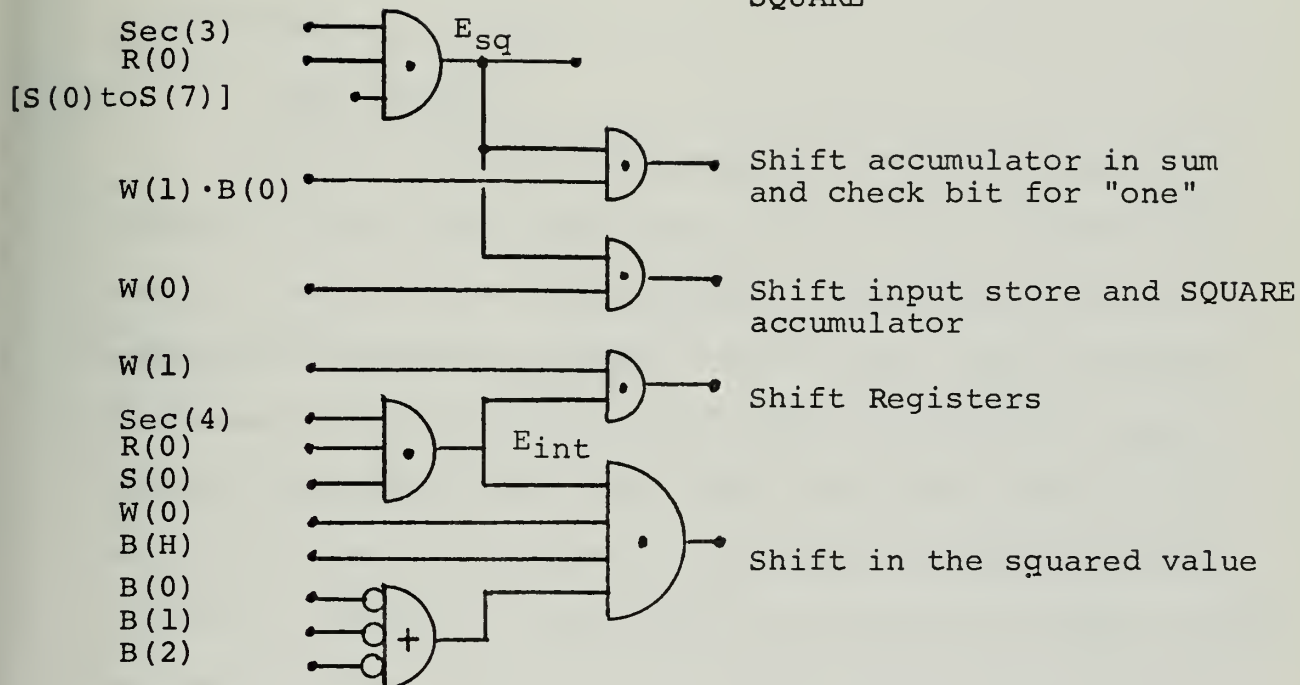 SQUARE
Sec(3)
R(0)
[S(0)toS(7)]
E_sq
W(1)·B(0)
Shift accumulator in sum
and check bit for "one"
W(0)
Shift input store and SQUARE
accumulator
W(1)
Shift Registers
Sec(4)
R(0)
S(0)
E_int
W(0)
B(H)
Shift in the squared value
B(0)
B(1)
B(2)
+